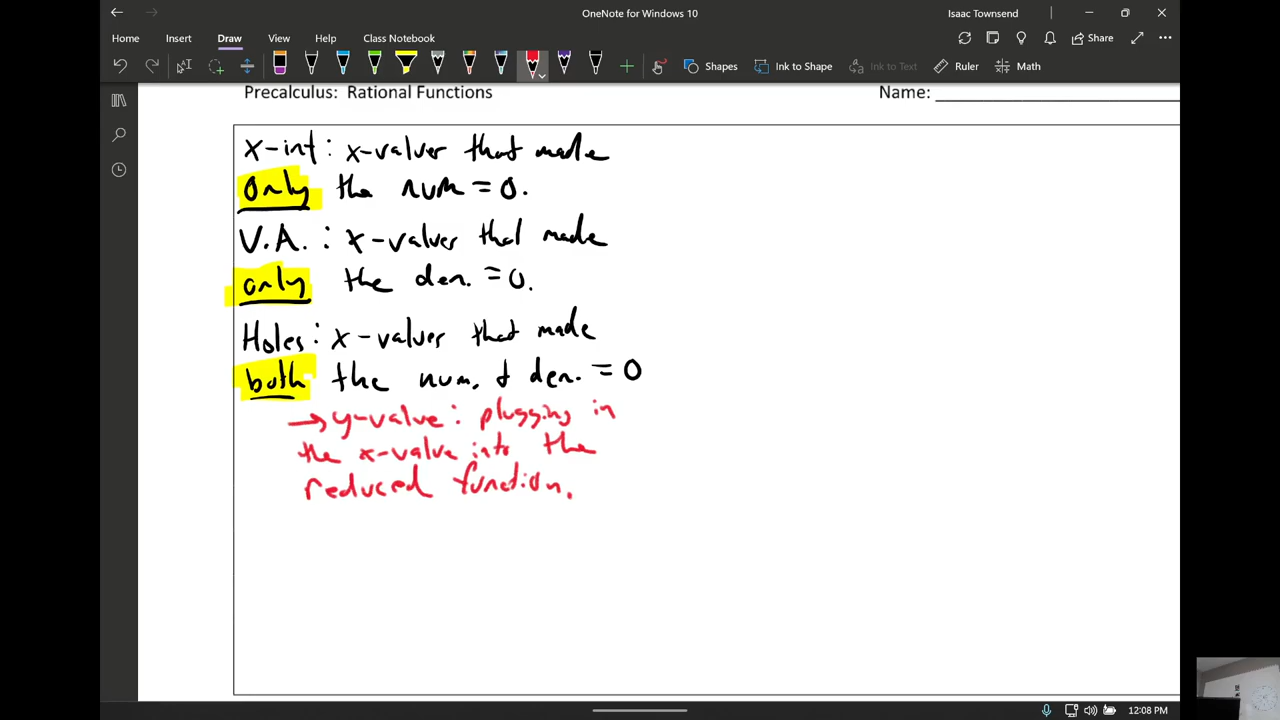 OneNote for Windows 10
Isaac Townsend
Home Insert Draw View Help Class Notebook
Share
Shapes Ink to Shape Ink to Text Ruler Math
Precalculus: Rational Functions Name:
x-int: x-values that made
only the num = 0.
V.A.: x-values that made
only the den. = 0.
Holes: x-values that made
both the num. & den. = 0
→ y-value: plugging in
the x-value into the
reduced function.
12:08 PM